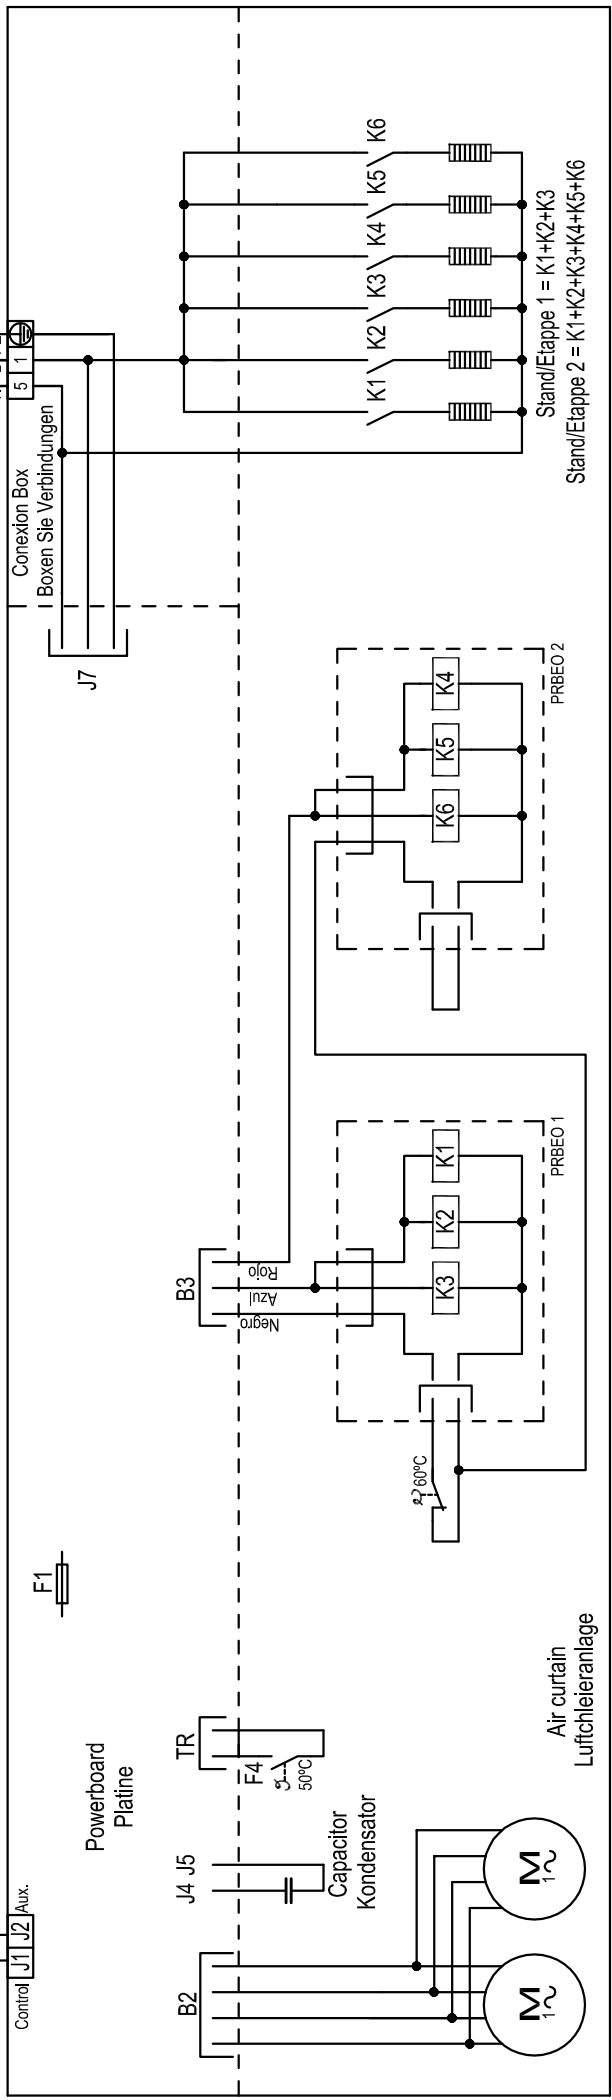 Control
J1
J2
Aux.
Powerboard
Platine
F1
Conexion Box
Boxen Sie Verbindungen
5
1
J7
B2
J4
J5
Capacitor
Kondensator
TR
F4
50ºC
B3
Negro
Azul
Rojo
K1
K2
K3
K4
K5
K6
Stand/Etappe 1 = K1+K2+K3
Stand/Etappe 2 = K1+K2+K3+K4+K5+K6
60ºC
K3
K2
K1
PRBEO 1
K6
K5
K4
PRBEO 2
M
1~
M
1~
Air curtain
Luftchleieranlage